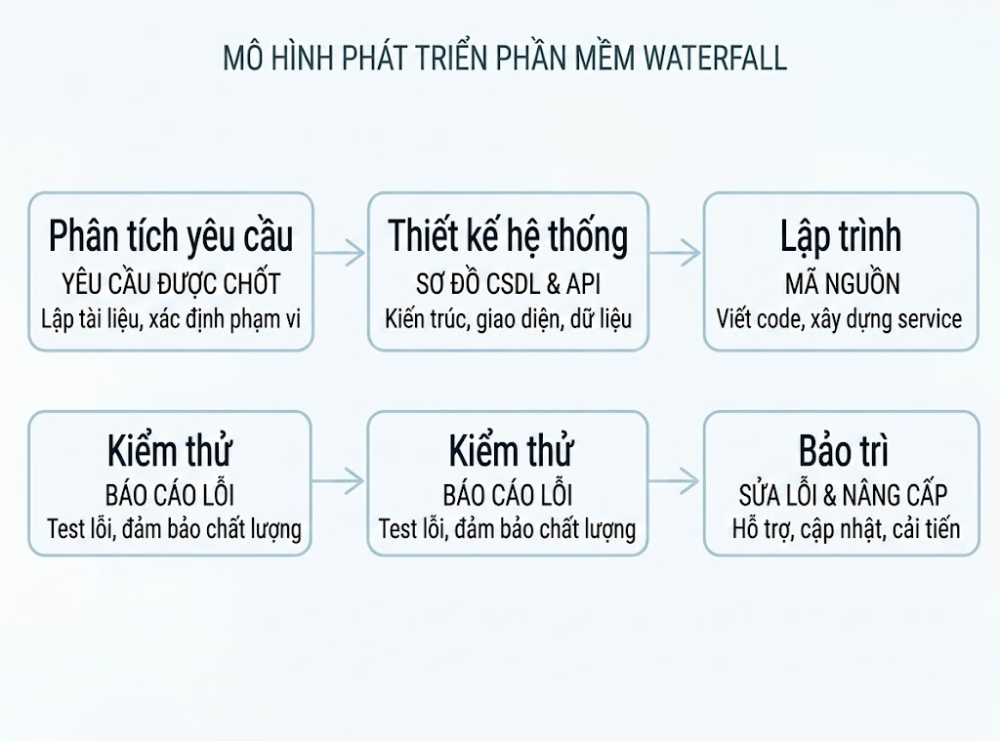 MÔ HÌNH PHÁT TRIỂN PHẦN MỀM WATERFALL
Phân tích yêu cầu
YÊU CẦU ĐƯỢC CHỐT
Lập tài liệu, xác định phạm vi
Thiết kế hệ thống
SƠ ĐỒ CSDL & API
Kiến trúc, giao diện, dữ liệu
Lập trình
MÃ NGUỒN
Viết code, xây dựng service
Kiểm thử
BÁO CÁO LỖI
Test lỗi, đảm bảo chất lượng
Kiểm thử
BÁO CÁO LỖI
Test lỗi, đảm bảo chất lượng
Bảo trì
SỬA LỖI & NÂNG CẤP
Hỗ trợ, cập nhật, cải tiến